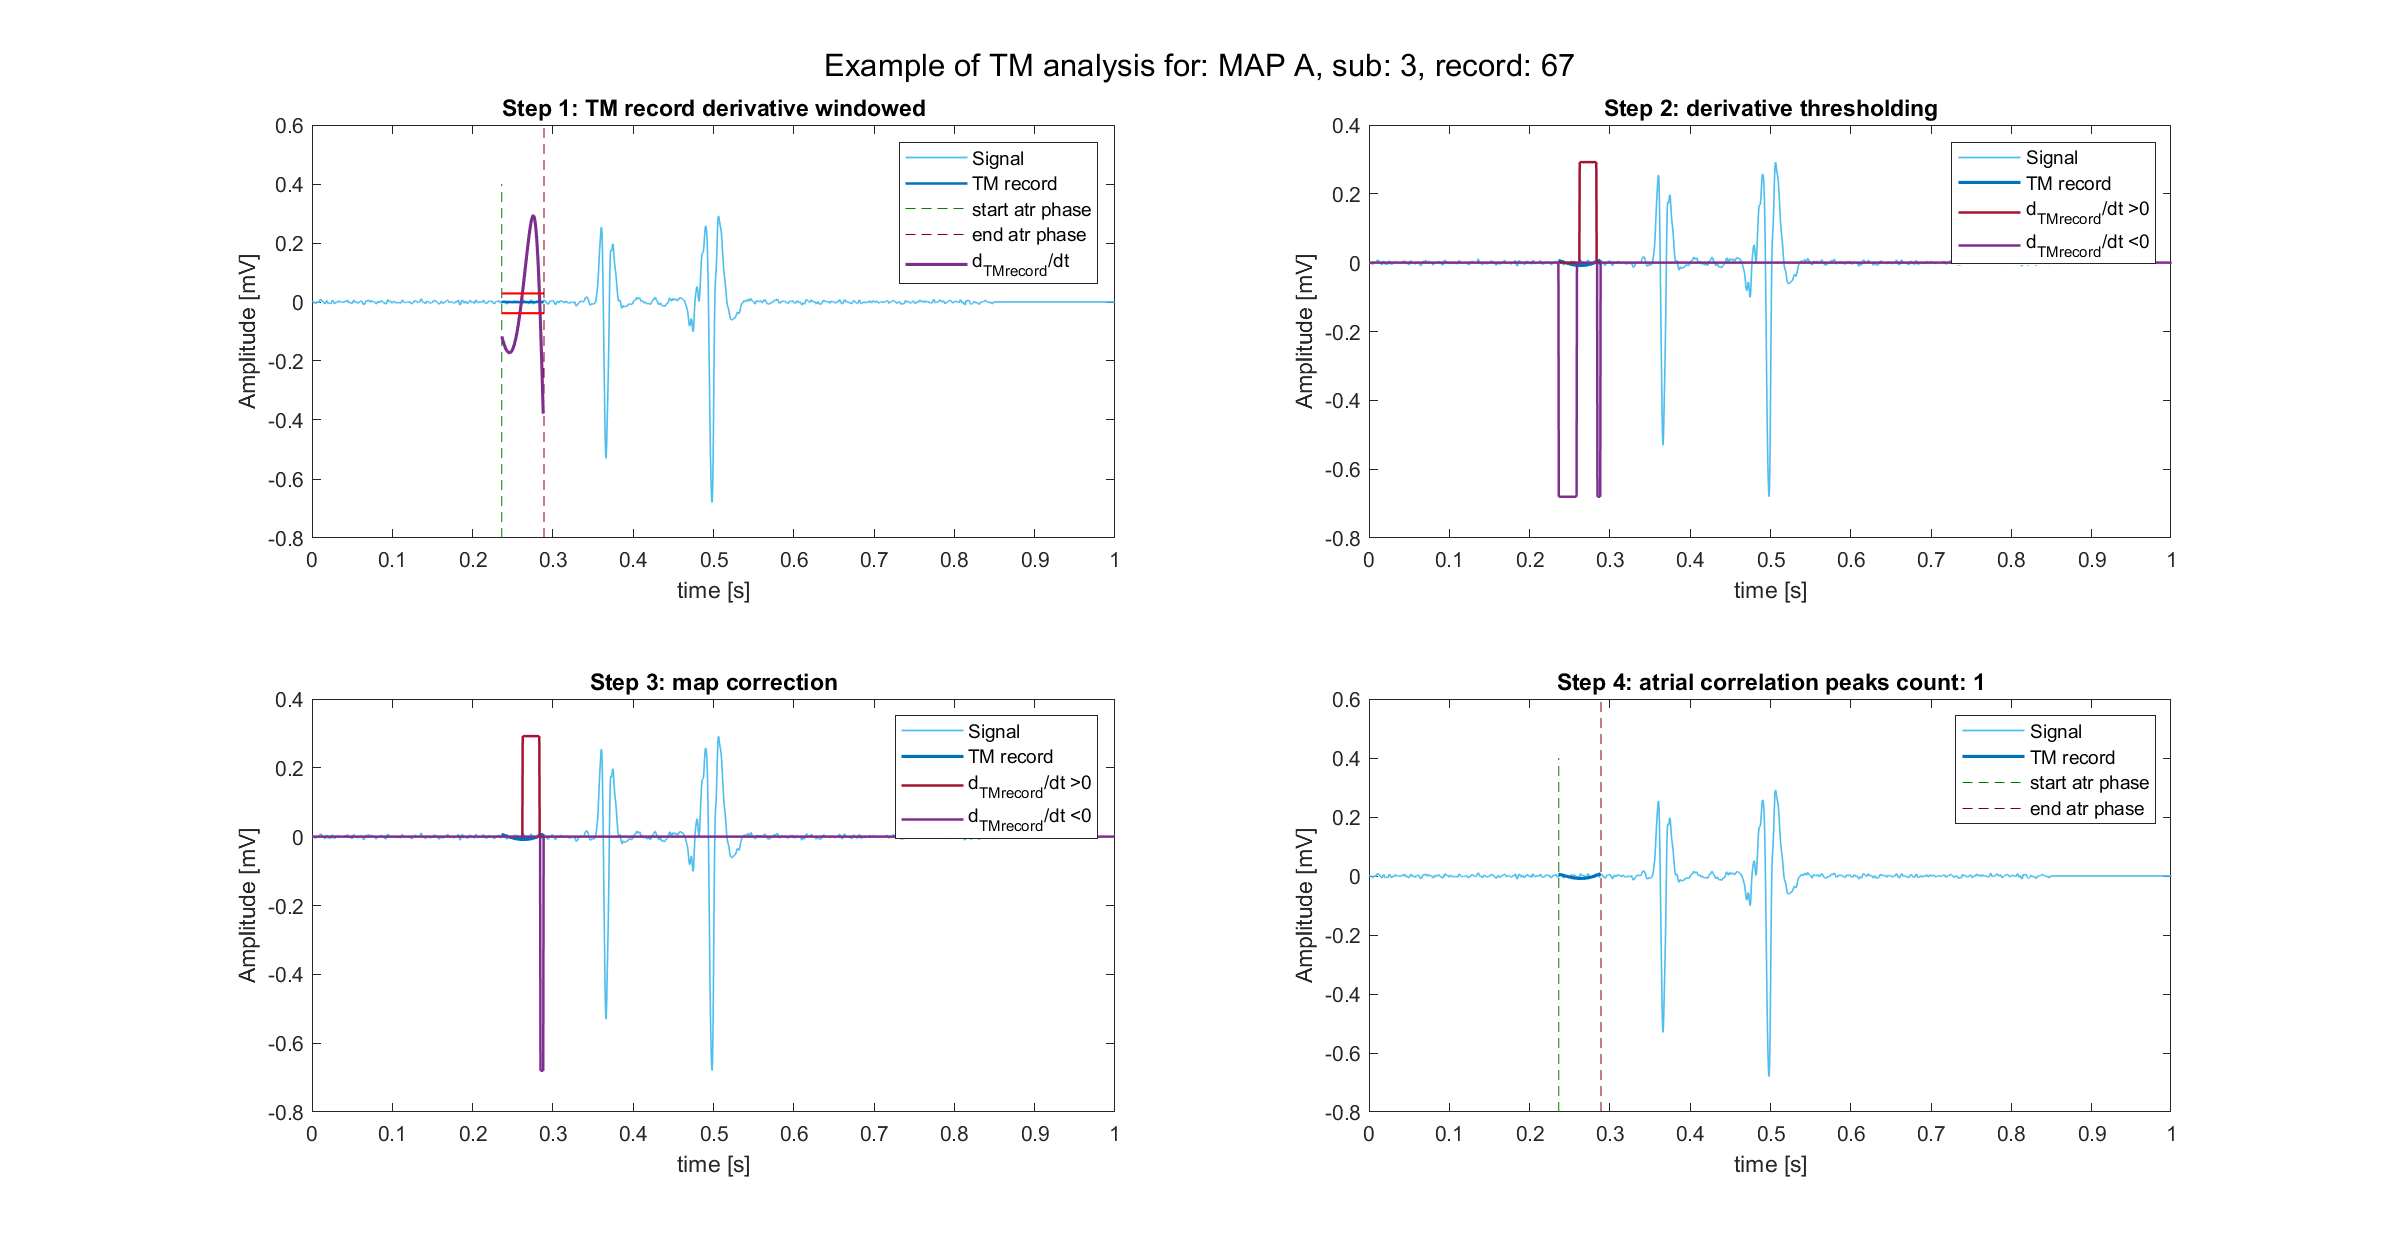 Example of TM analysis for: MAP A, sub: 3, record: 67
Step 1: TM record derivative windowed
0.6
0.4
0.2
0
-0.2
-0.4
-0.6
-0.8
Amplitude [mV]
0 0.1 0.2 0.3 0.4 0.5 0.6 0.7 0.8 0.9 1
time [s]
Signal
TM record
start atr phase
end atr phase
dTMrecord/dt
Step 2: derivative thresholding
0.4
0.2
0
-0.2
-0.4
-0.6
-0.8
Amplitude [mV]
0 0.1 0.2 0.3 0.4 0.5 0.6 0.7 0.8 0.9 1
time [s]
Signal
TM record
dTMrecord/dt >0
dTMrecord/dt <0
Step 3: map correction
0.4
0.2
0
-0.2
-0.4
-0.6
-0.8
Amplitude [mV]
0 0.1 0.2 0.3 0.4 0.5 0.6 0.7 0.8 0.9 1
time [s]
Signal
TM record
dTMrecord/dt >0
dTMrecord/dt <0
Step 4: atrial correlation peaks count: 1
0.6
0.4
0.2
0
-0.2
-0.4
-0.6
-0.8
Amplitude [mV]
0 0.1 0.2 0.3 0.4 0.5 0.6 0.7 0.8 0.9 1
time [s]
Signal
TM record
start atr phase
end atr phase